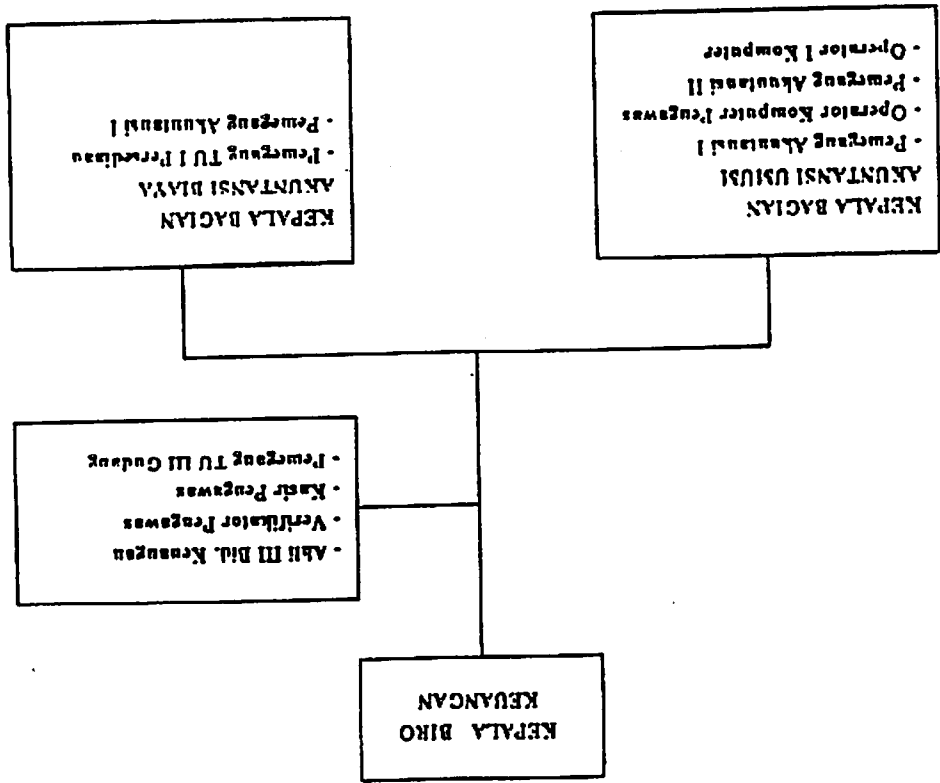 KEPALA BIRO
KEUANGAN
- Ahli III Bid. Keuangan
- Verifikator Pengawas
- Kasir Pengawas
- Pemegang TU III Gudang
KEPALA BAGIAN
AKUNTANSI UMUM
- Pemegang Akuntansi I
- Operator Komputer Pengawas
- Pemegang Akuntansi II
- Operator I Komputer
KEPALA BAGIAN
AKUNTANSI BIAYA
- Pemegang TU I Persediaan
- Pemegang Akuntansi I